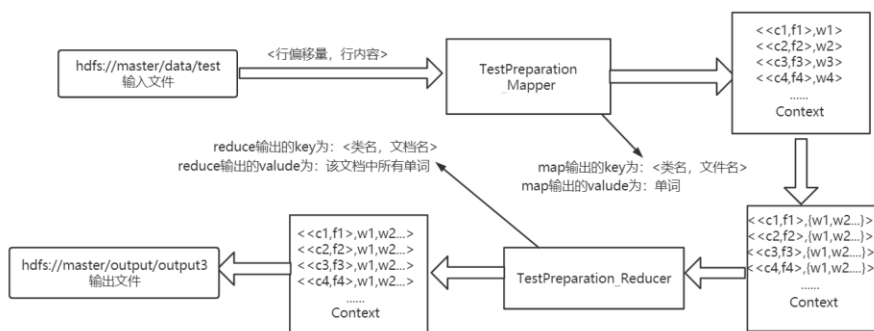 hdfs://master/data/test
输入文件
<行偏移量，行内容>
TestPreparation
_Mapper
<<c1,f1>,w1>
<<c2,f2>,w2>
<<c3,f3>,w3>
<<c4,f4>,w4>
......
Context
reduce输出的key为：<类名，文档名>
reduce输出的valude为：该文档中所有单词
map输出的key为：<类名，文件名>
map输出的valude为：单词
<<c1,f1>,{w1,w2...}>
<<c2,f2>,{w1,w2...}>
<<c3,f3>,{w1,w2....}>
<<c4,f4>,{w1,w2....}>
......
Context
TestPreparation_Reducer
<<c1,f1>,w1,w2...>
<<c2,f2>,w1,w2...>
<<c3,f3>,w1,w2...>
<<c4,f4>,w1,w2...>
......
Context
hdfs://master/output/output3
输出文件